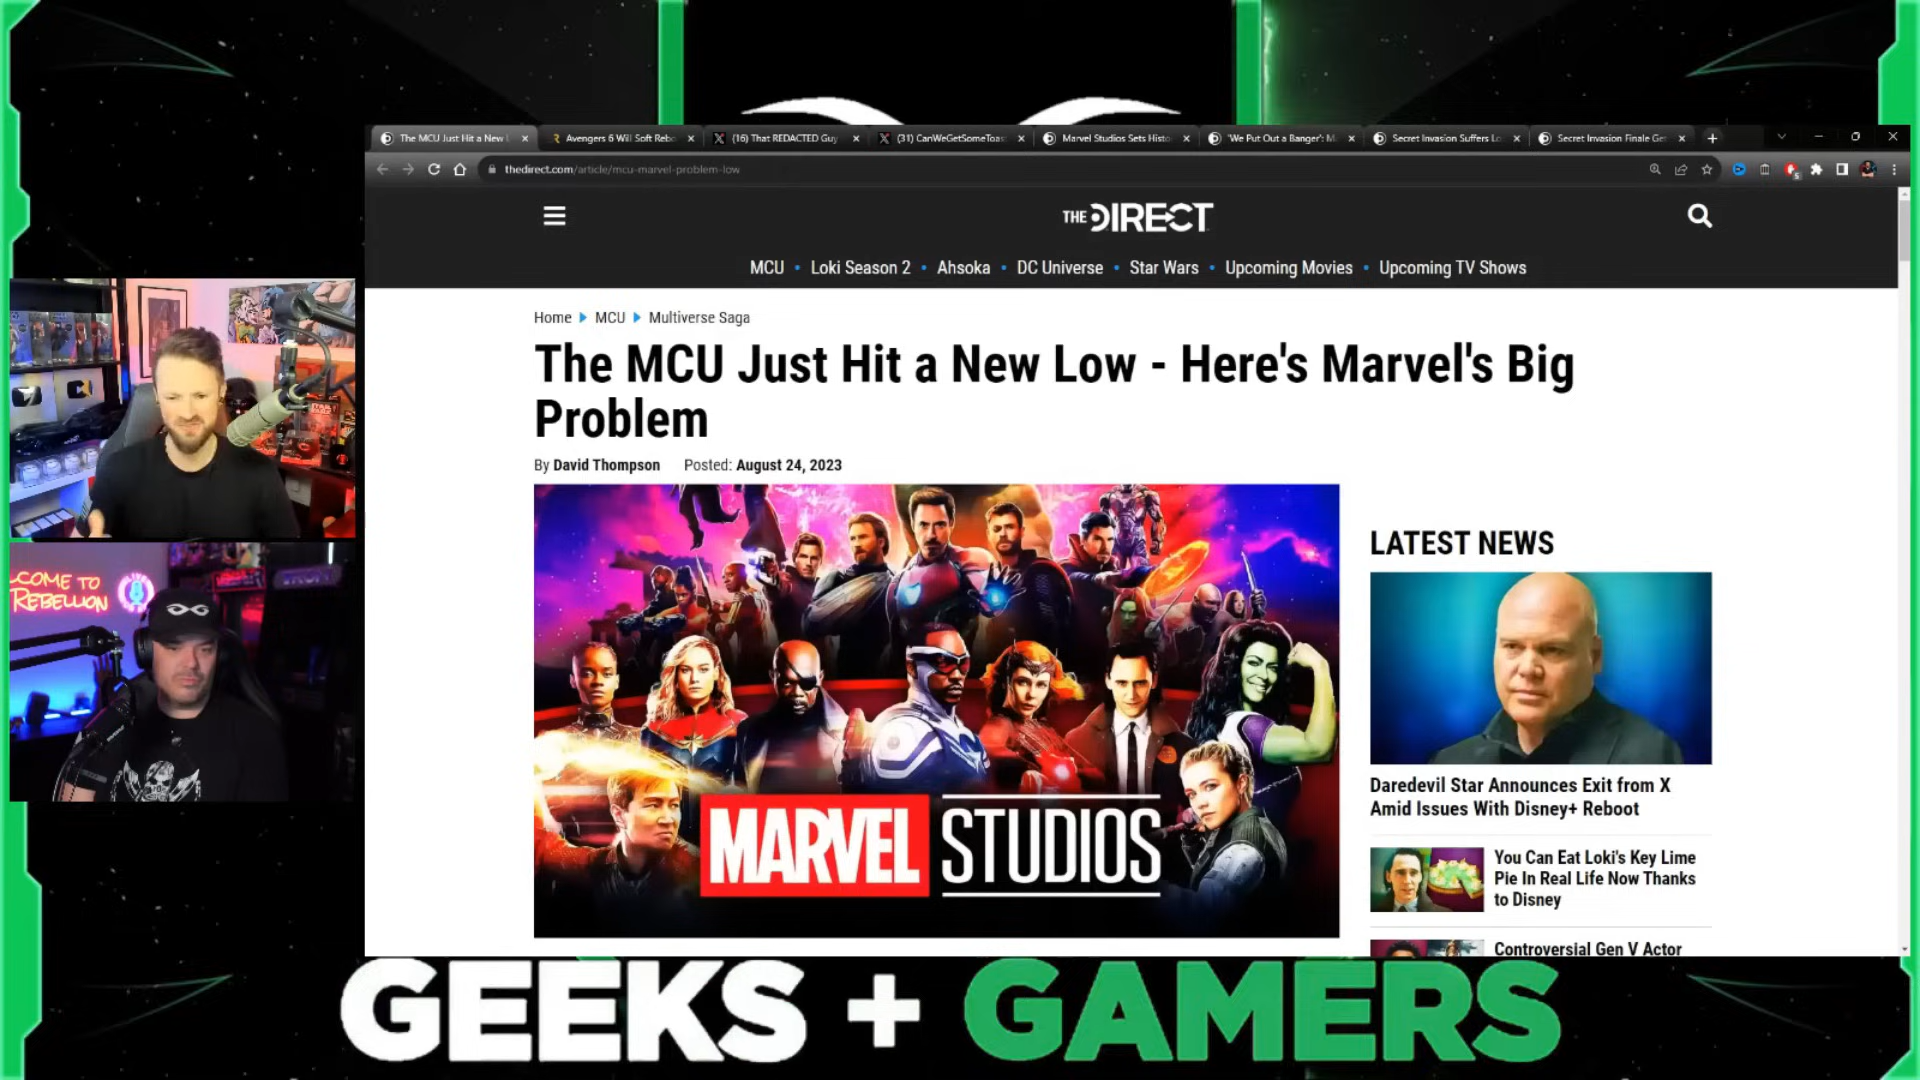 The MCU Just Hit a New L
Avengers 6 Will Soft Rebo
(16) That REDACTED Guy
(31) CanWeGetSomeToas
Marvel Studios Sets Histo
'We Put Out a Banger': M
Secret Invasion Suffers Lo
Secret Invasion Finale Get
thedirect.com/article/mcu-marvel-problem-low
THE DIRECT
MCU • Loki Season 2 • Ahsoka • DC Universe • Star Wars • Upcoming Movies • Upcoming TV Shows
Home MCU Multiverse Saga
The MCU Just Hit a New Low - Here's Marvel's Big
Problem
By David Thompson Posted: August 24, 2023
MARVEL STUDIOS
LATEST NEWS
Daredevil Star Announces Exit from X
Amid Issues With Disney+ Reboot
You Can Eat Loki's Key Lime
Pie In Real Life Now Thanks
to Disney
Controversial Gen V Actor
COME TO
REBELLION
GEEKS + GAMERS